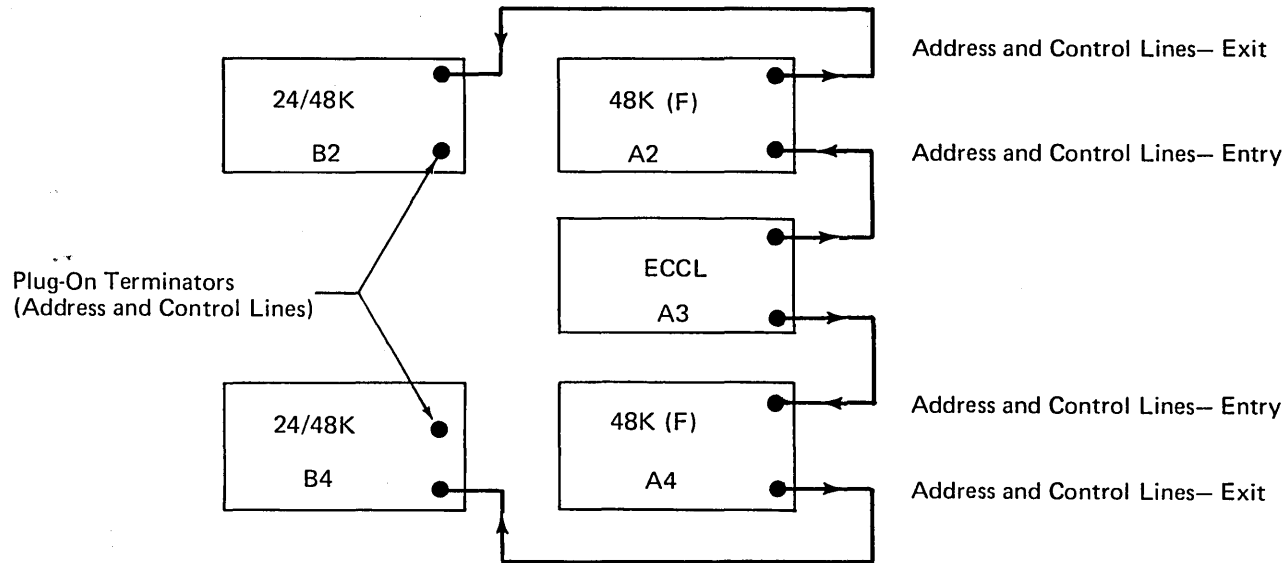 Address and Control Lines— Exit
24/48K
B2
48K (F)
A2
Address and Control Lines— Entry
ECCL
A3
Plug-On Terminators
(Address and Control Lines)
24/48K
B4
48K (F)
A4
Address and Control Lines— Entry
Address and Control Lines— Exit